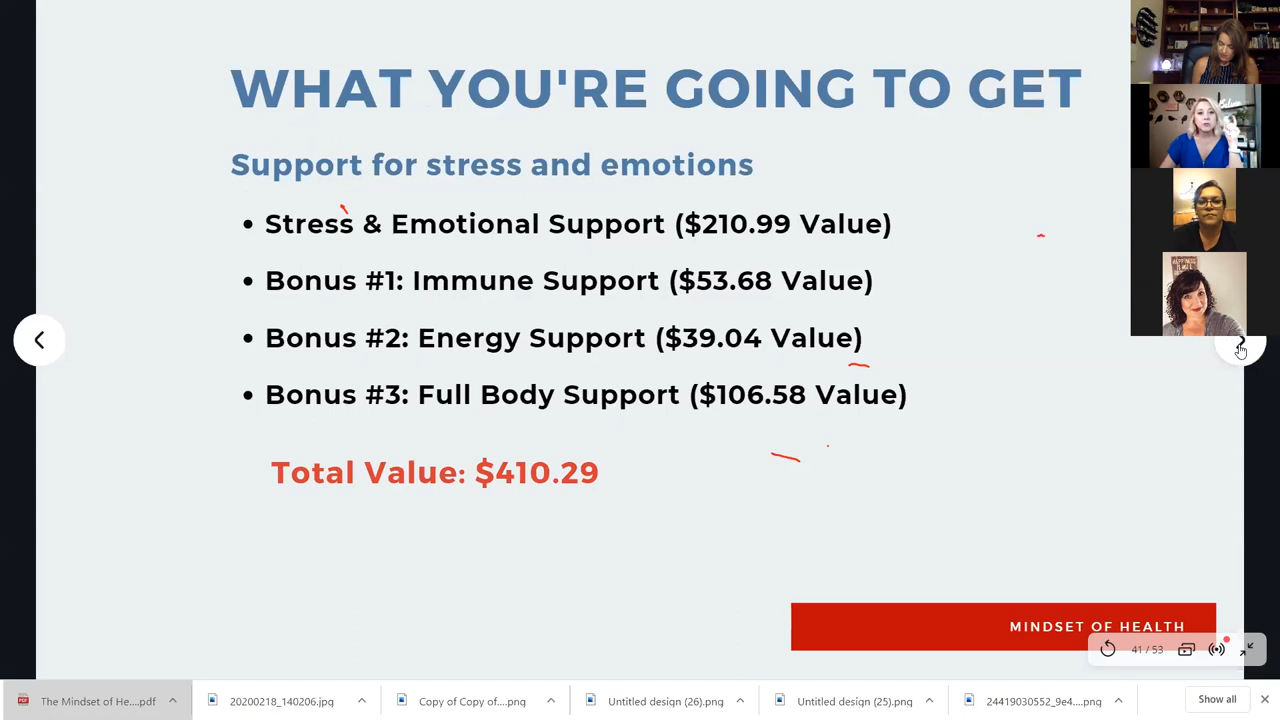 WHAT YOU'RE GOING TO GET
Support for stress and emotions
• Stress & Emotional Support ($210.99 Value)
• Bonus #1: Immune Support ($53.68 Value)
• Bonus #2: Energy Support ($39.04 Value)
• Bonus #3: Full Body Support ($106.58 Value)
Total Value: $410.29
MINDSET OF HEALTH
41 / 53
The Mindset of He....pdf
20200218_140206.jpg
Copy of Copy of....png
Untitled design (26).png
Untitled design (25).png
24419030552_9e4....png
Show all